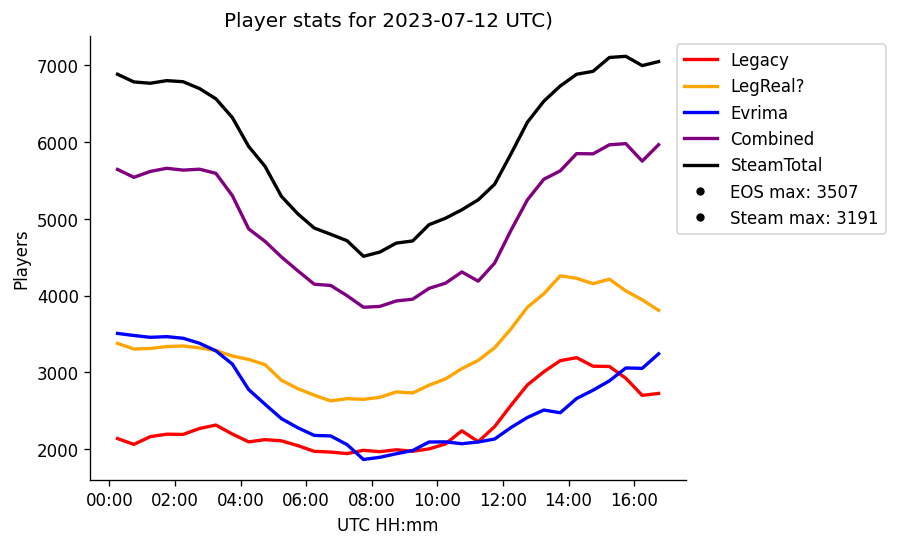 Player stats for 2023-07-12 UTC)
Legacy
LegReal?
Evrima
Combined
SteamTotal
EOS max: 3507
Steam max: 3191
Players
7000
6000
5000
4000
3000
2000
00:00 02:00 04:00 06:00 08:00 10:00 12:00 14:00 16:00
UTC HH:mm